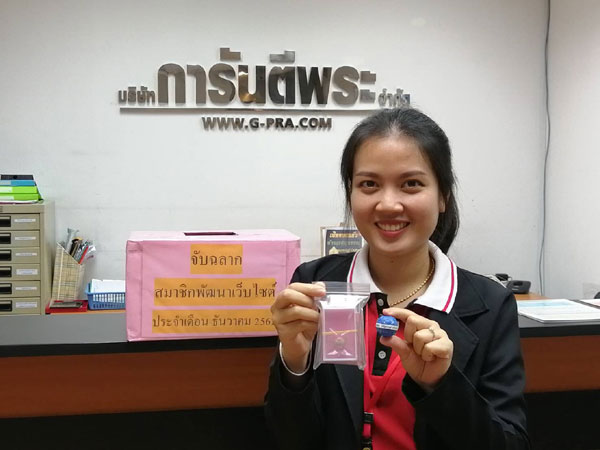 บริษัท การันตีพระ จำกัด
WWW.G-PRA.COM
จับฉลาก
สมาชิกพัฒนาเว็บไซต์
ประจำเดือน ธันวาคม